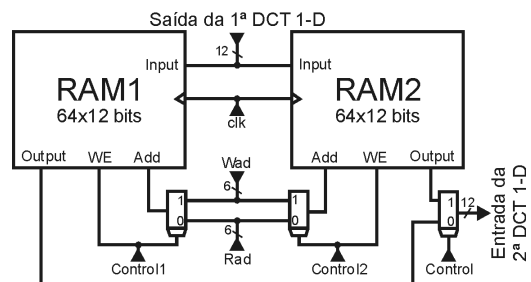 Saída da 1ª DCT 1-D
12
Input
Input
RAM1
64x12 bits
RAM2
64x12 bits
clk
Output
WE
Add
Add
WE
Output
Wad
6
1
0
1
0
6
Rad
1
0
12
Entrada da
2ª DCT 1-D
Control1
Control2
Control